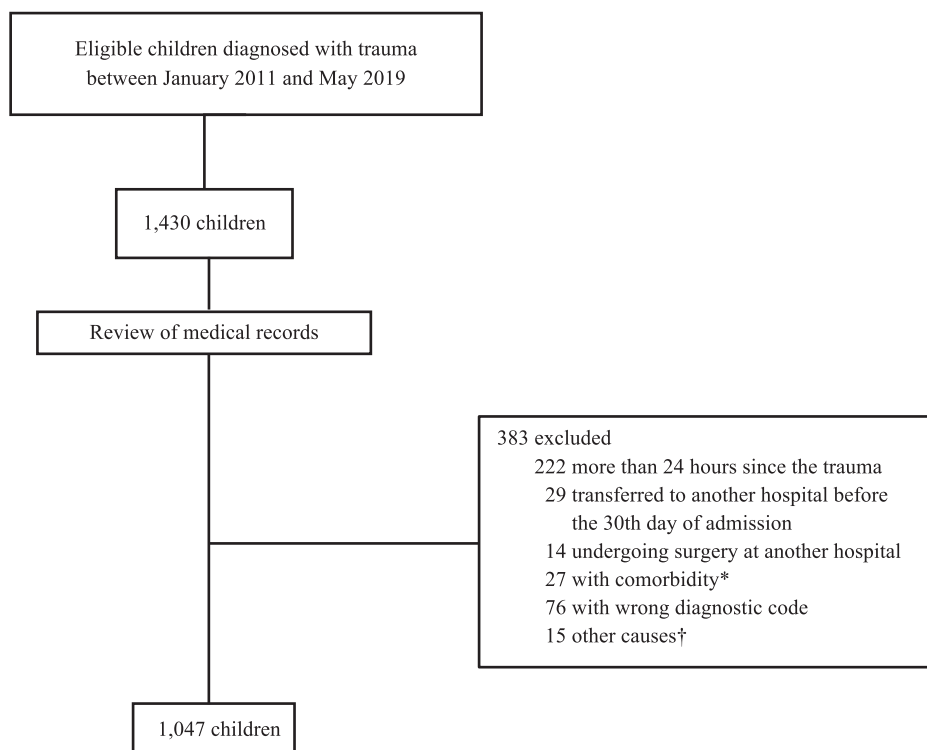 Eligible children diagnosed with trauma
between January 2011 and May 2019
1,430 children
Review of medical records
383 excluded
222 more than 24 hours since the trauma
29 transferred to another hospital before
the 30th day of admission
14 undergoing surgery at another hospital
27 with comorbidity*
76 with wrong diagnostic code
15 other causes†
1,047 children